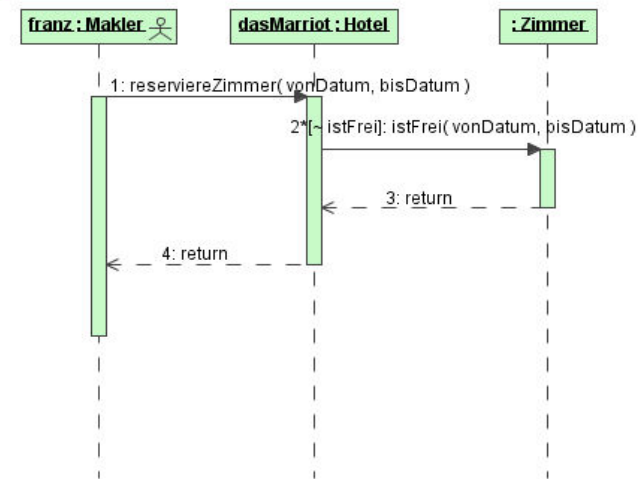 franz : Makler
dasMarriot : Hotel
: Zimmer
1: reserviereZimmer( vonDatum, bisDatum )
2*[~ istFrei]: istFrei( vonDatum, bisDatum )
3: return
4: return